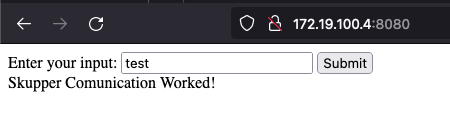 172.19.100.4:8080
Enter your input: test Submit
Skupper Comunication Worked!